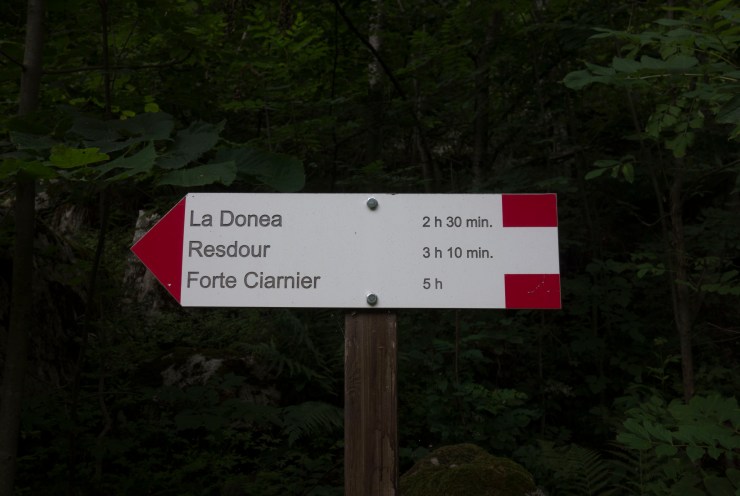 La Donea 2 h 30 min.
Resdour 3 h 10 min.
Forte Ciarnier 5 h